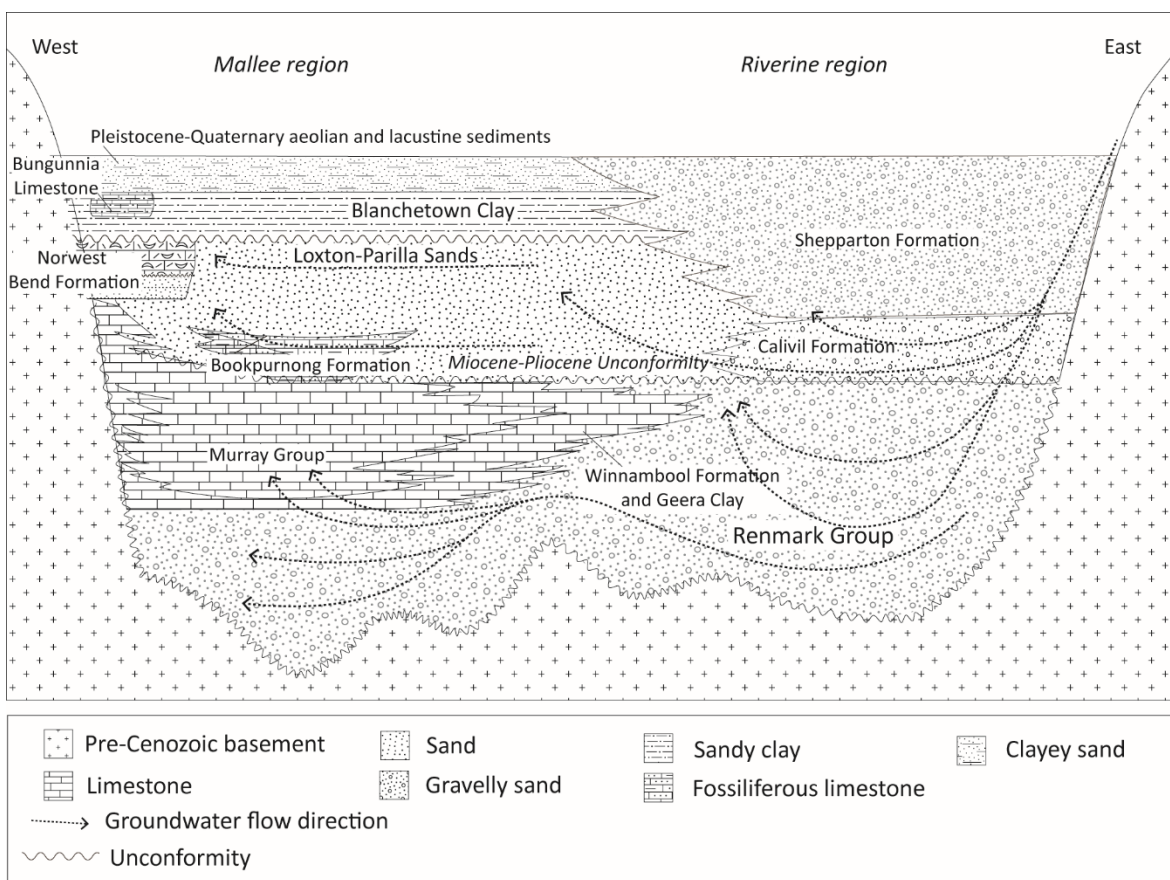 West
East
Mallee region
Riverine region
Pleistocene-Quaternary aeolian and lacustine sediments
Bungunnia
Limestone
Blanchetown Clay
Shepparton Formation
Norwest
Bend Formation
Loxton-Parilla Sands
Calivil Formation
Bookpurnong Formation
Miocene-Pliocene Unconformity
Murray Group
Winnambool Formation
and Geera Clay
Renmark Group
Pre-Cenozoic basement
Sand
Sandy clay
Clayey sand
Limestone
Gravelly sand
Fossiliferous limestone
Groundwater flow direction
Unconformity